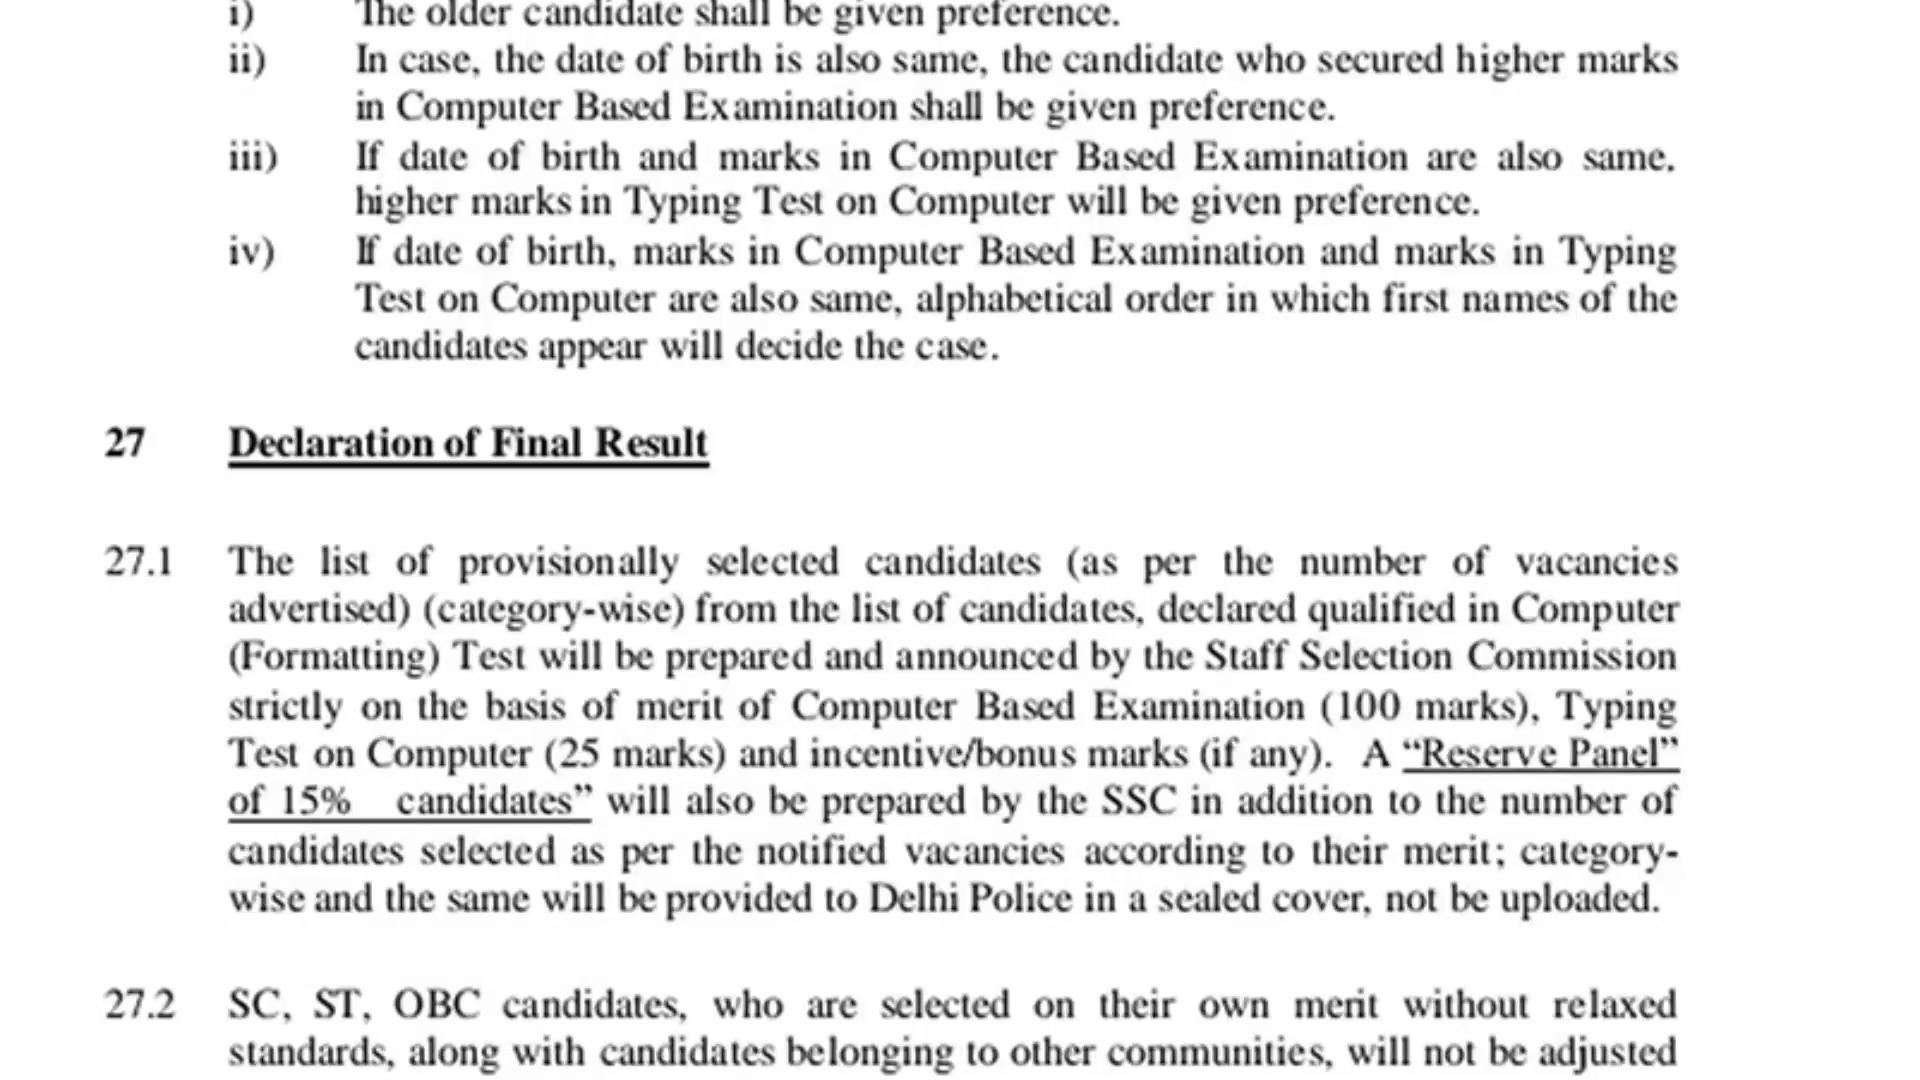 i) The older candidate shall be given preference.
ii) In case, the date of birth is also same, the candidate who secured higher marks
in Computer Based Examination shall be given preference.
iii) If date of birth and marks in Computer Based Examination are also same,
higher marks in Typing Test on Computer will be given preference.
iv) If date of birth, marks in Computer Based Examination and marks in Typing
Test on Computer are also same, alphabetical order in which first names of the
candidates appear will decide the case.
27 Declaration of Final Result
27.1 The list of provisionally selected candidates (as per the number of vacancies
advertised) (category-wise) from the list of candidates, declared qualified in Computer
(Formatting) Test will be prepared and announced by the Staff Selection Commission
strictly on the basis of merit of Computer Based Examination (100 marks), Typing
Test on Computer (25 marks) and incentive/bonus marks (if any). A “Reserve Panel”
of 15% candidates” will also be prepared by the SSC in addition to the number of
candidates selected as per the notified vacancies according to their merit; category-
wise and the same will be provided to Delhi Police in a sealed cover, not be uploaded.
27.2 SC, ST, OBC candidates, who are selected on their own merit without relaxed
standards, along with candidates belonging to other communities, will not be adjusted